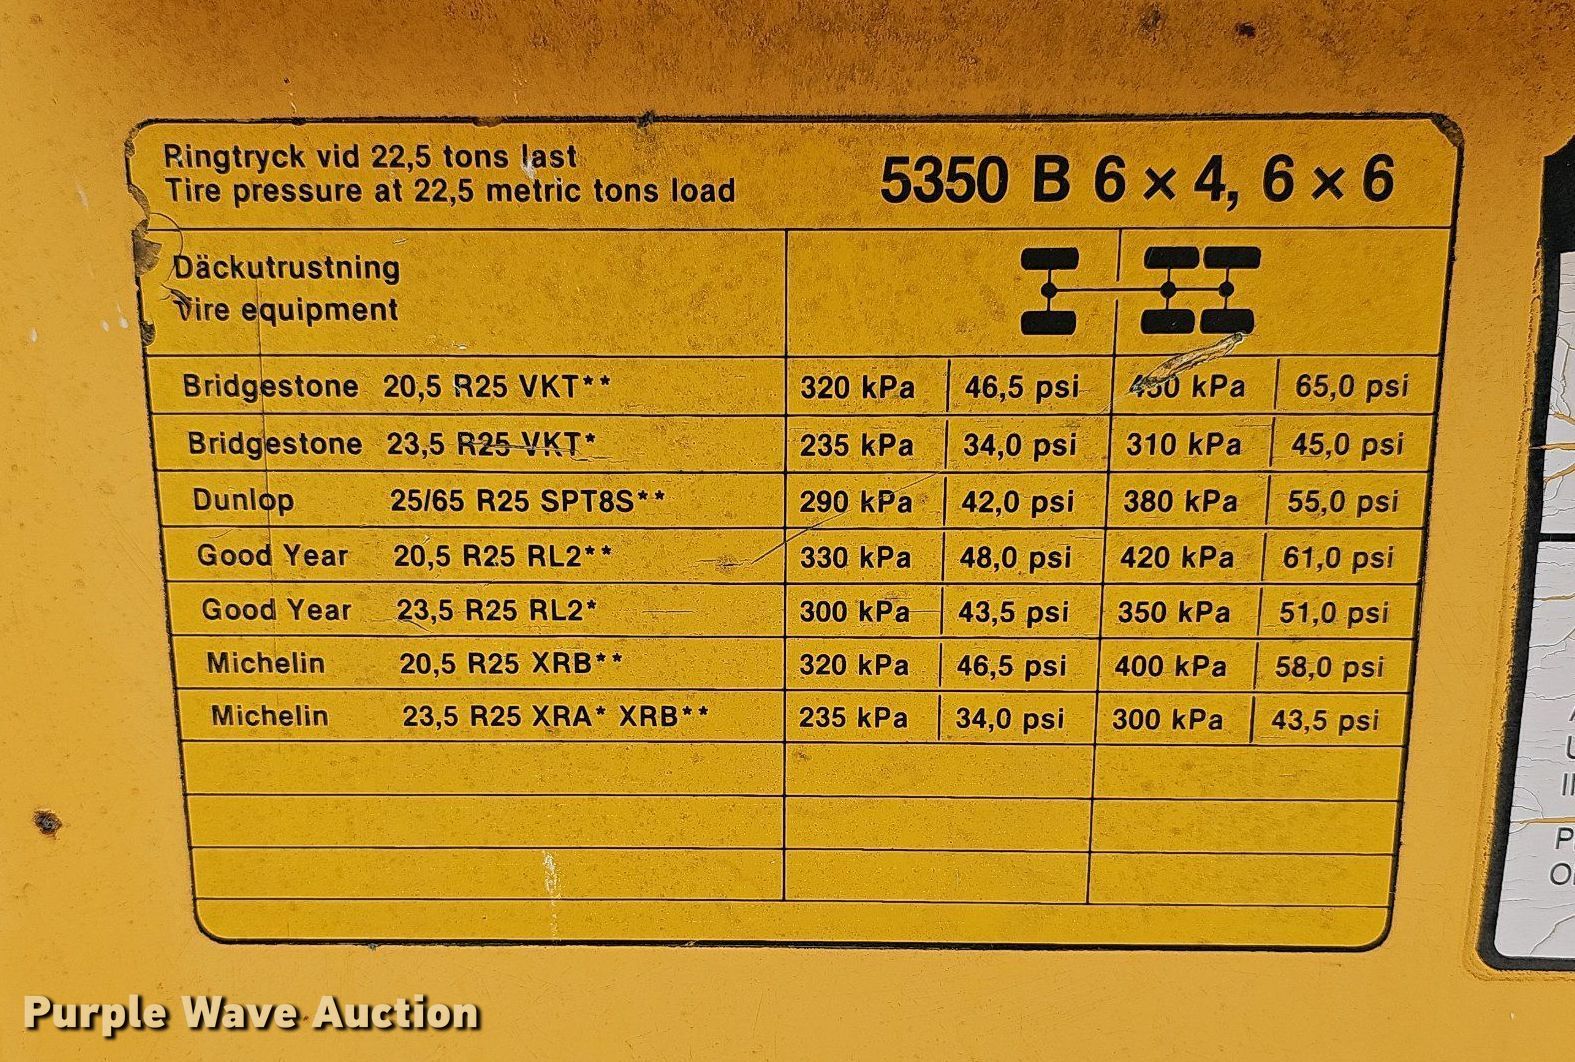 Ringtryck vid 22,5 tons last
Tire pressure at 22,5 metric tons load
5350 B 6 × 4, 6 × 6
Däckutrustning
Tire equipment
Bridgestone 20,5 R25 VKT** 320 kPa 46,5 psi 450 kPa 65,0 psi
Bridgestone 23,5 R25 VKT* 235 kPa 34,0 psi 310 kPa 45,0 psi
Dunlop 25/65 R25 SPT8S** 290 kPa 42,0 psi 380 kPa 55,0 psi
Good Year 20,5 R25 RL2** 330 kPa 48,0 psi 420 kPa 61,0 psi
Good Year 23,5 R25 RL2* 300 kPa 43,5 psi 350 kPa 51,0 psi
Michelin 20,5 R25 XRB** 320 kPa 46,5 psi 400 kPa 58,0 psi
Michelin 23,5 R25 XRA* XRB** 235 kPa 34,0 psi 300 kPa 43,5 psi
Purple Wave Auction